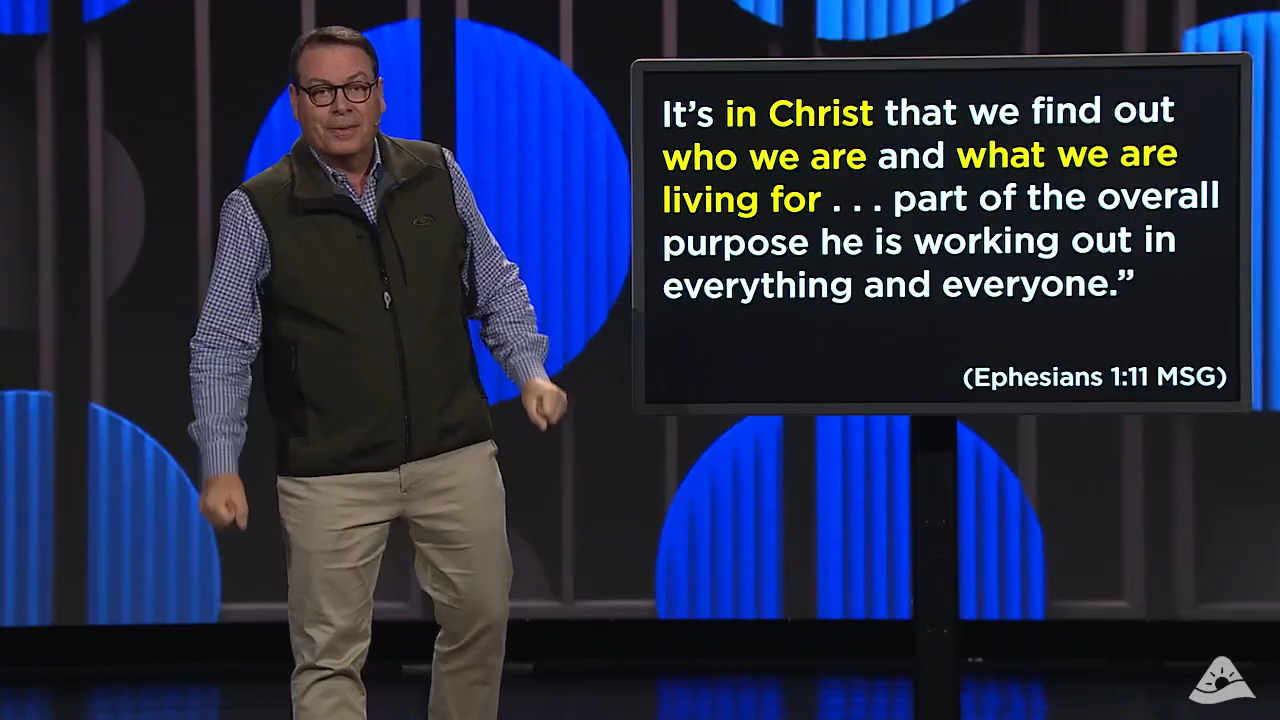 It’s in Christ that we find out
who we are and what we are
living for . . . part of the overall
purpose he is working out in
everything and everyone.”
(Ephesians 1:11 MSG)